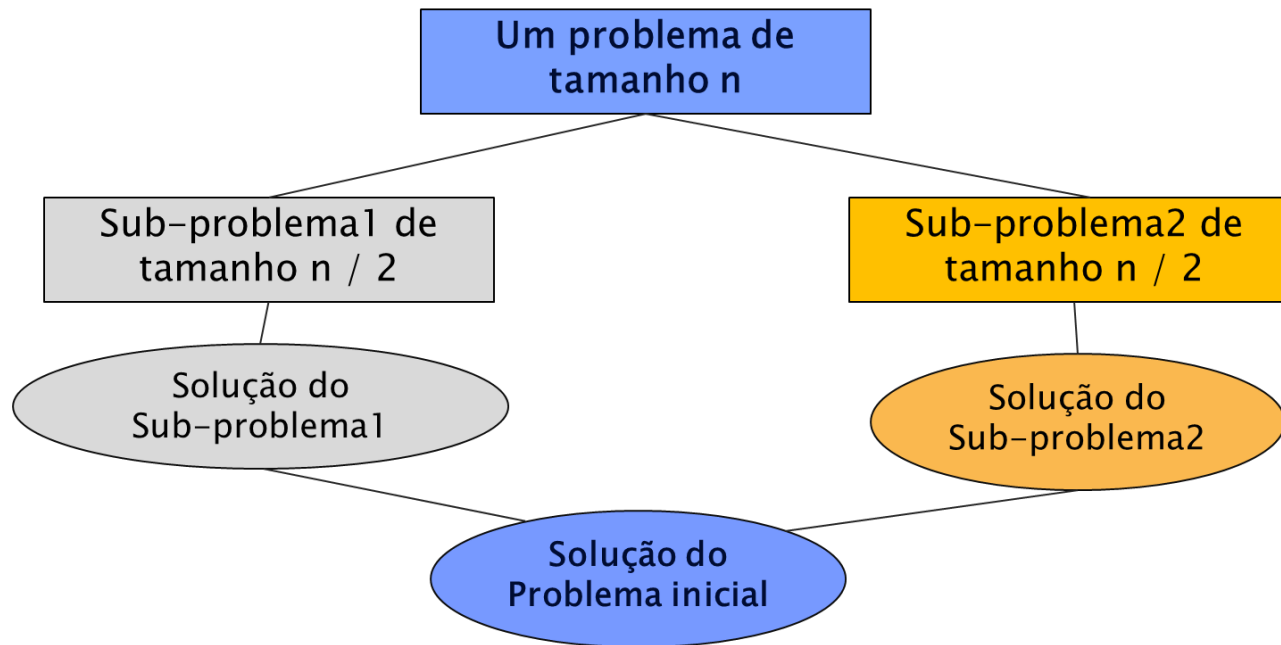 Um problema de
tamanho n
Sub-problema1 de
tamanho n / 2
Sub-problema2 de
tamanho n / 2
Solução do
Sub-problema1
Solução do
Sub-problema2
Solução do
Problema inicial